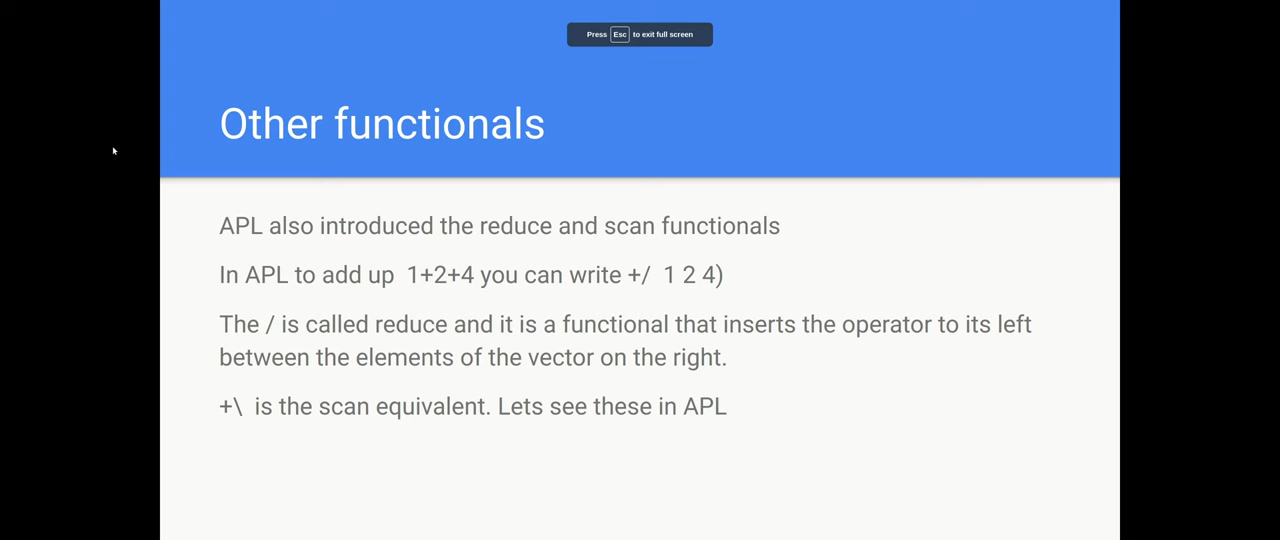 Press Esc to exit full screen
Other functionals
APL also introduced the reduce and scan functionals
In APL to add up  1+2+4 you can write +/  1 2 4)
The / is called reduce and it is a functional that inserts the operator to its left
between the elements of the vector on the right.
+\  is the scan equivalent. Lets see these in APL